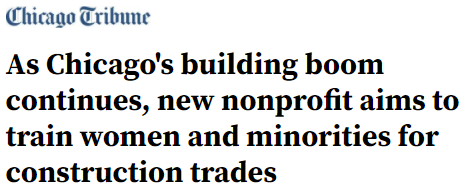 Chicago Tribune
As Chicago's building boom
continues, new nonprofit aims to
train women and minorities for
construction trades